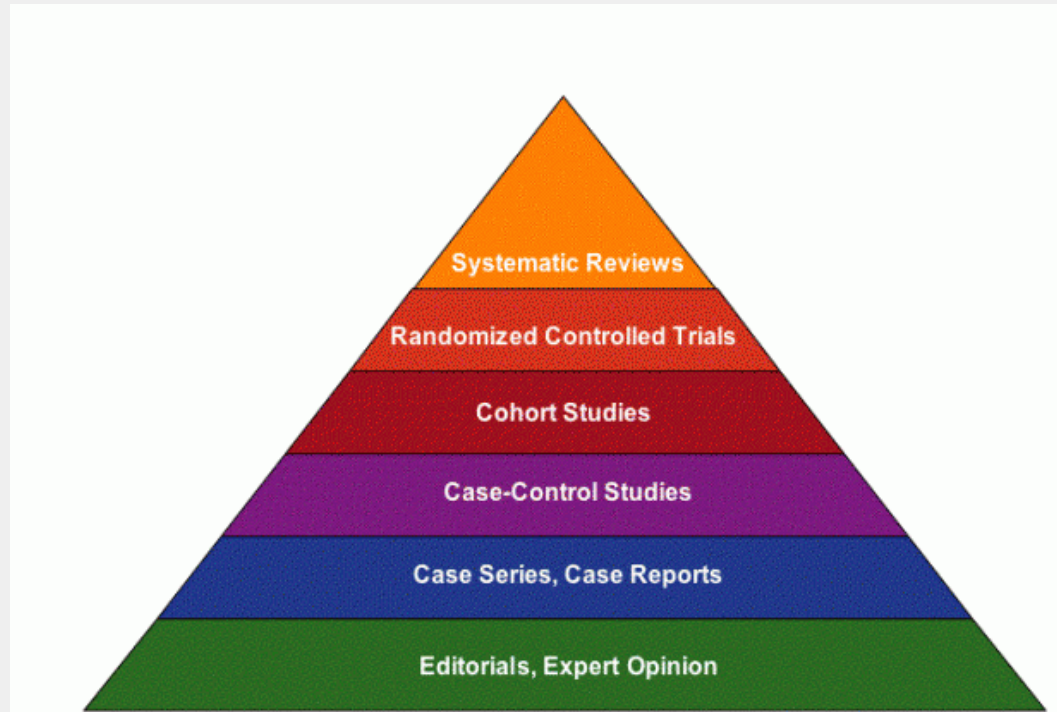 Systematic Reviews
Randomized Controlled Trials
Cohort Studies
Case-Control Studies
Case Series, Case Reports
Editorials, Expert Opinion